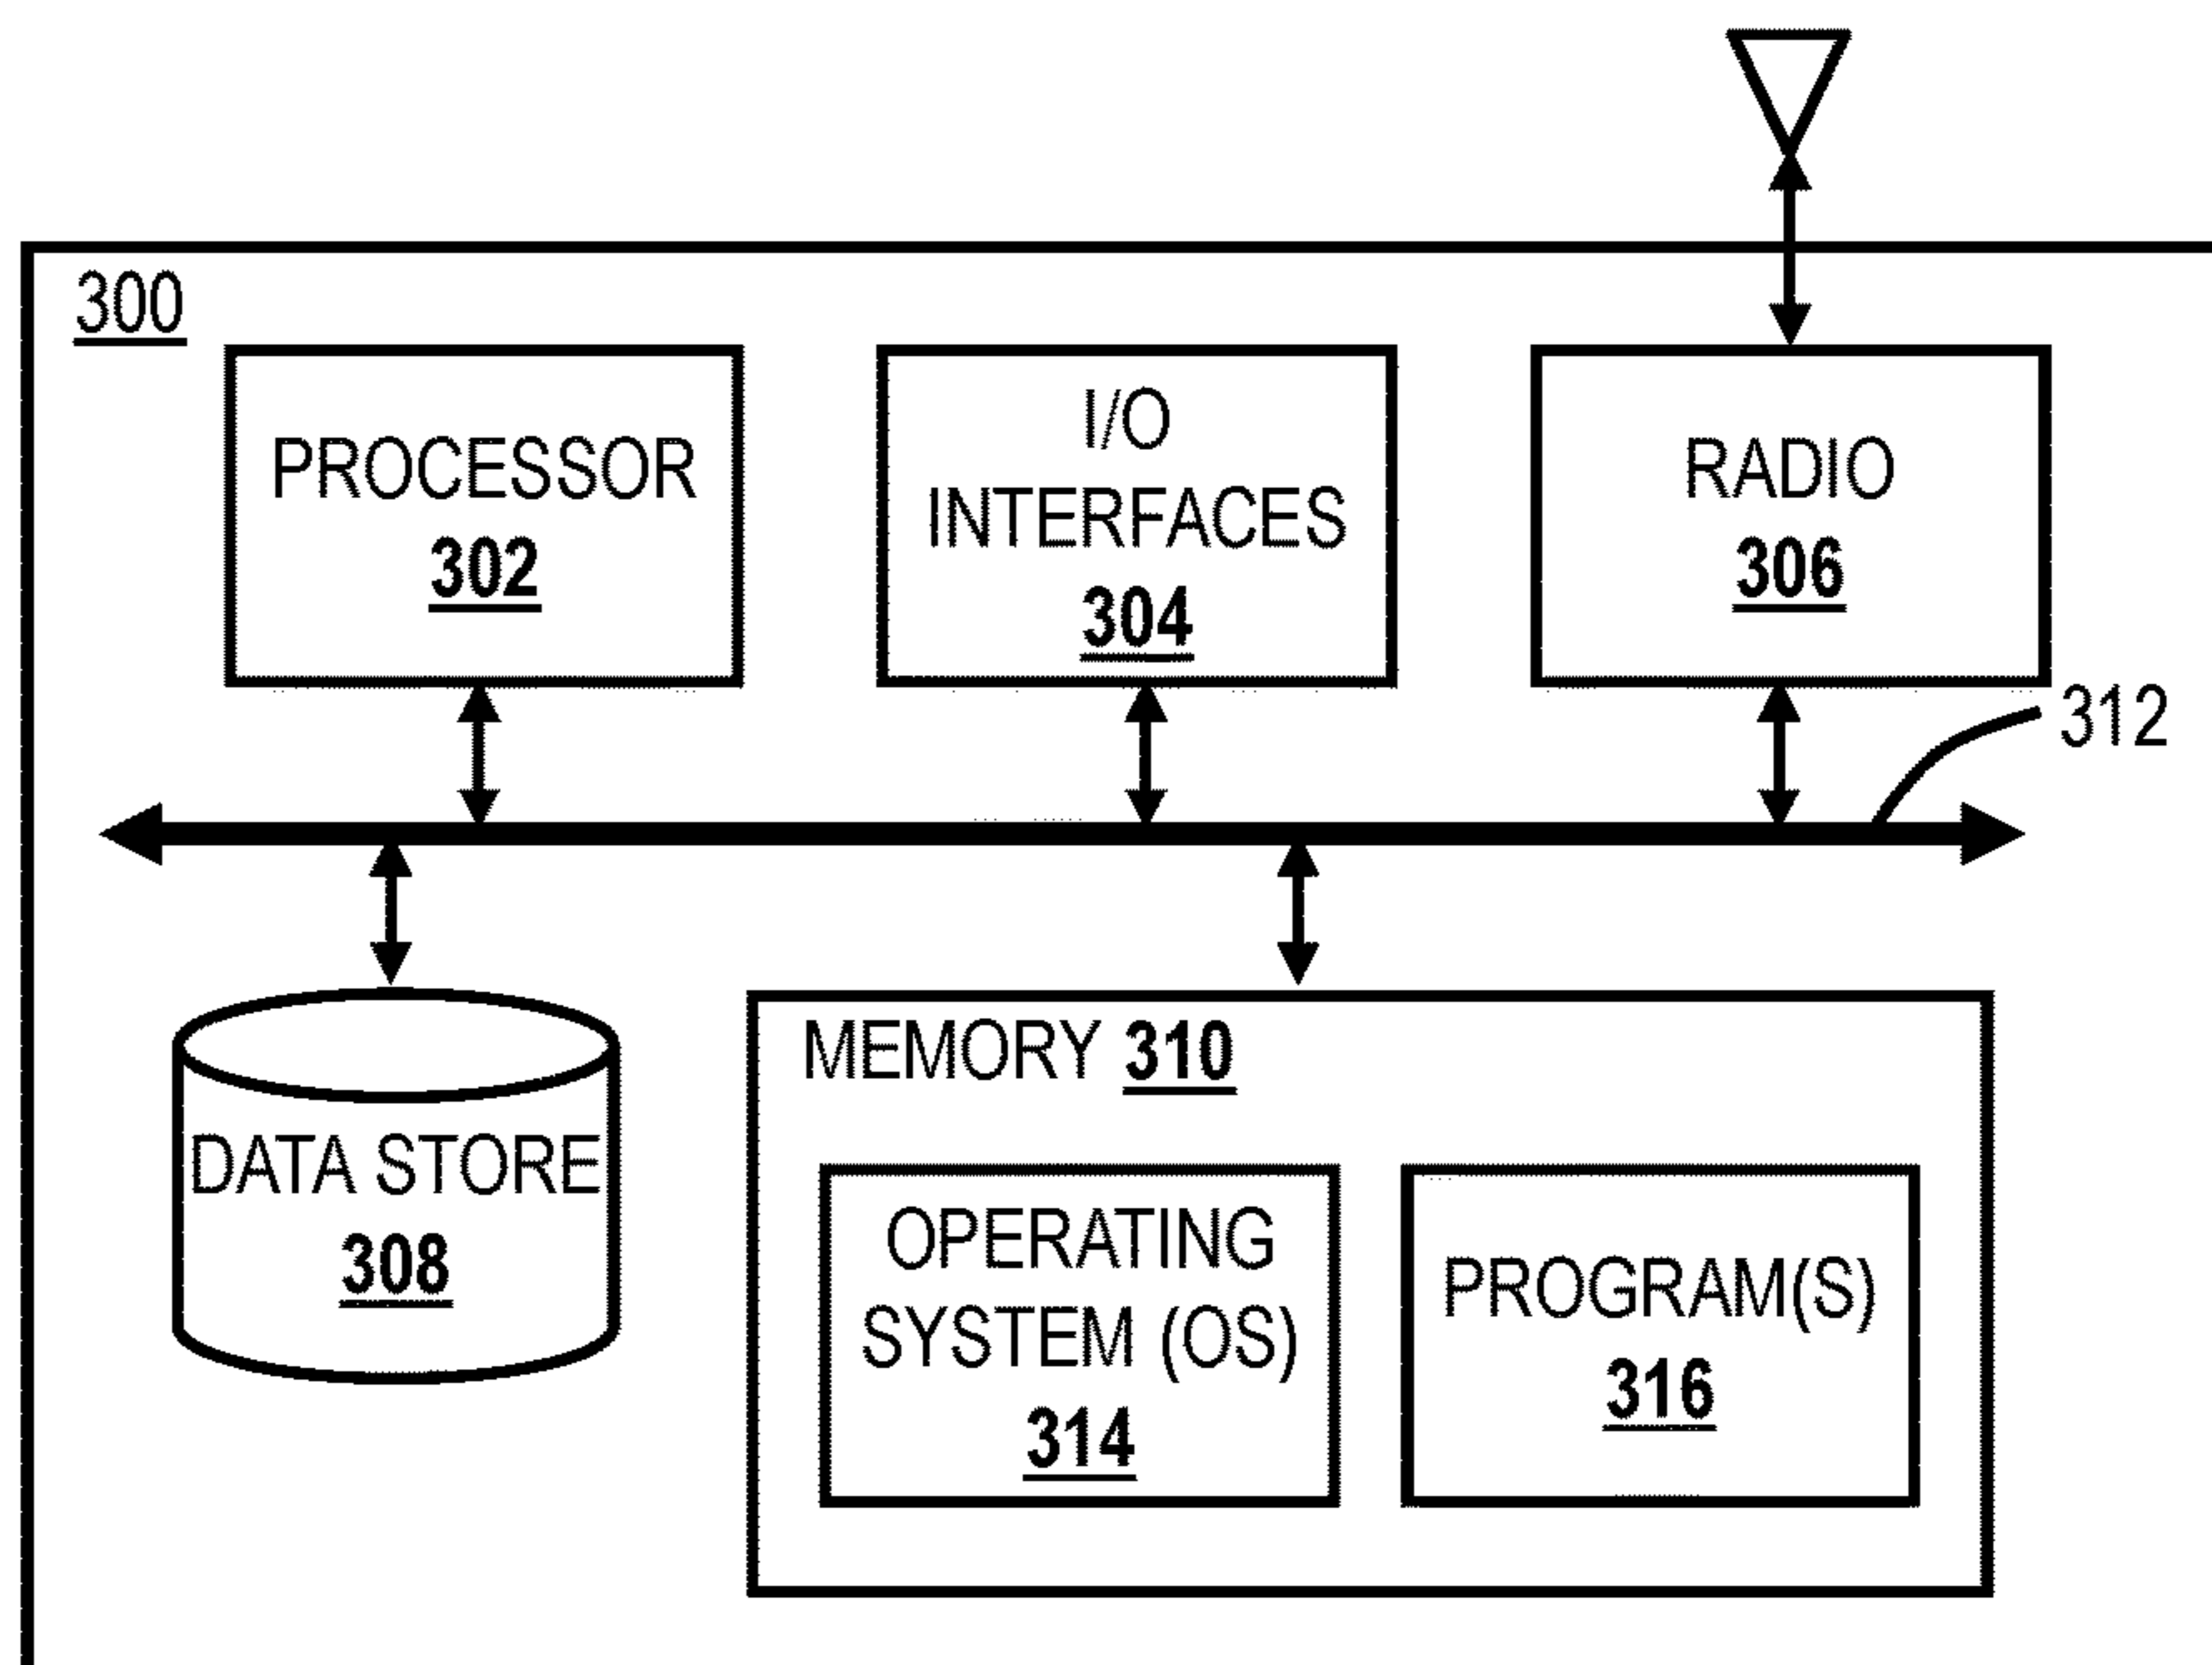 300
PROCESSOR
302
I/O
INTERFACES
304
RADIO
306
312
DATA STORE
308
MEMORY 310
OPERATING
SYSTEM (OS)
314
PROGRAM(S)
316